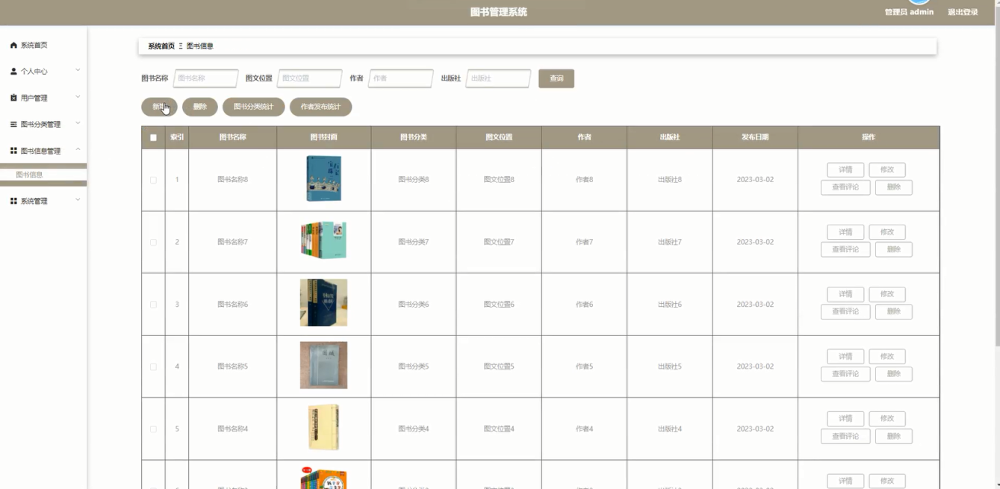 图书管理系统
管理员 admin 退出登录
系统首页
个人中心
用户管理
图书分类管理
图书信息管理
图书信息
系统管理
系统首页 Ξ 图书信息
图书名称 图书名称 图文位置 图文位置 作者 作者 出版社 出版社 查询
新增 删除 图书分类统计 作者发布统计
索引 图书名称 图书封面 图书分类 图文位置 作者 出版社 发布日期 操作
1 图书名称8 图书分类8 图文位置8 作者8 出版社8 2023-03-02 详情 修改
查看评论 删除
2 图书名称7 图书分类7 图文位置7 作者7 出版社7 2023-03-02 详情 修改
查看评论 删除
3 图书名称6 图书分类6 图文位置6 作者6 出版社6 2023-03-02 详情 修改
查看评论 删除
4 图书名称5 图书分类5 图文位置5 作者5 出版社5 2023-03-02 详情 修改
查看评论 删除
5 图书名称4 图书分类4 图文位置4 作者4 出版社4 2023-03-02 详情 修改
查看评论 删除
详情 修改